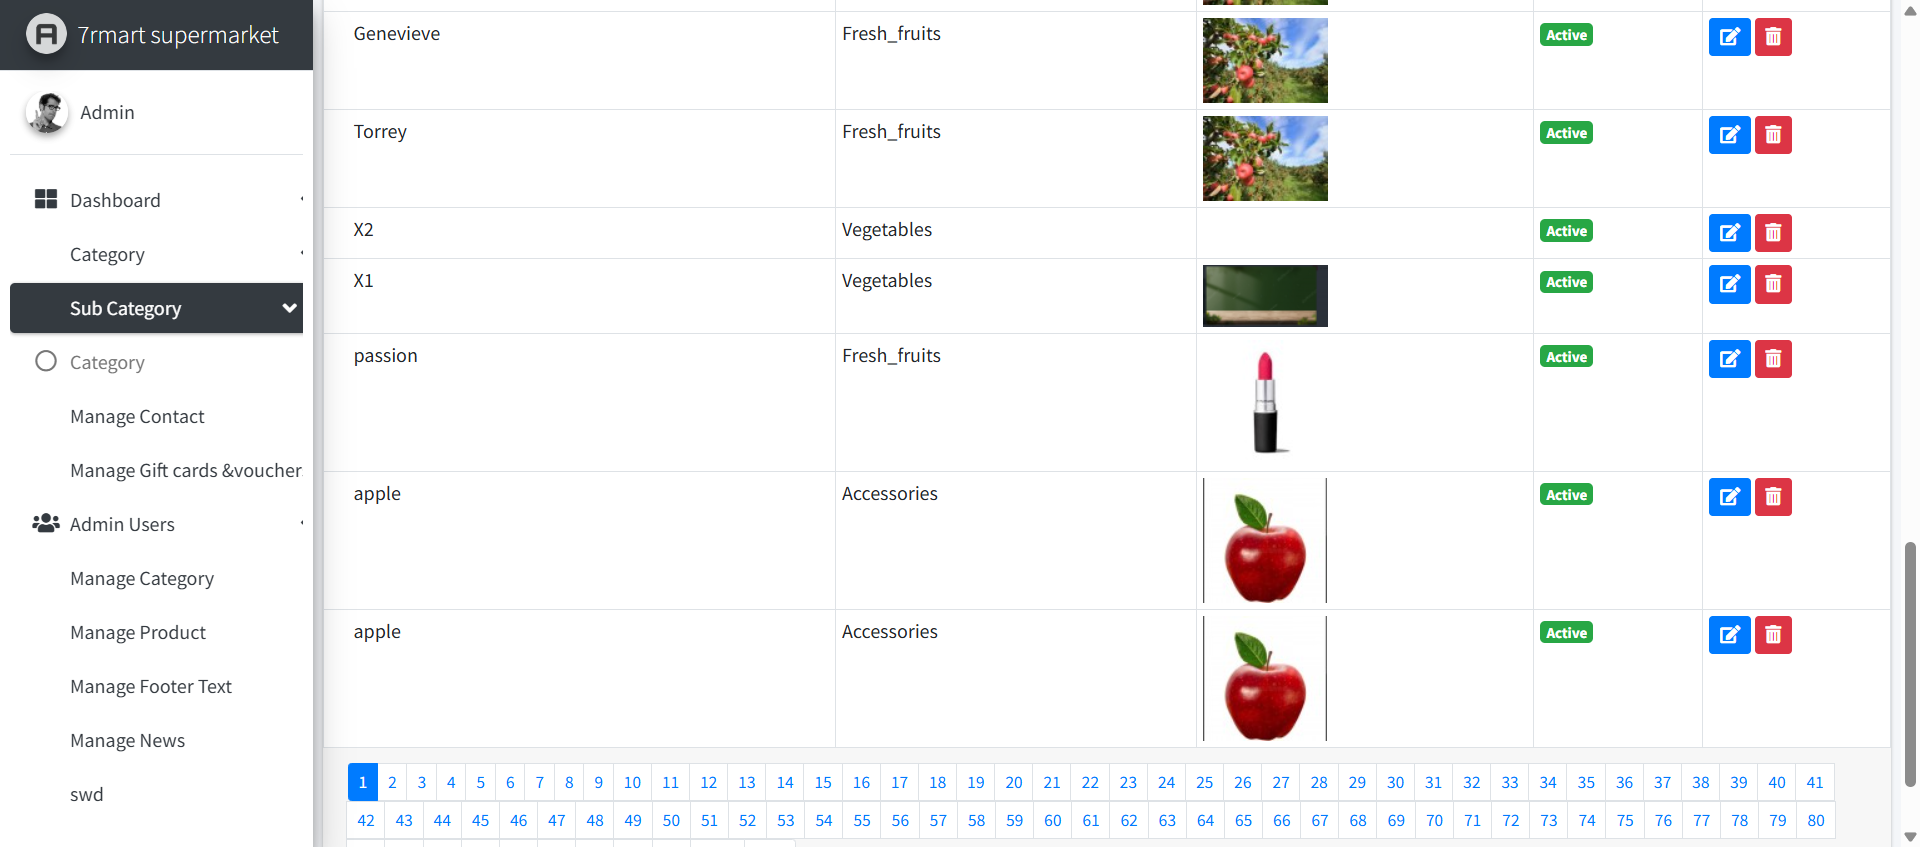 7rmart supermarket
Admin
Dashboard
Category
Sub Category
Category
Manage Contact
Manage Gift cards &voucher
Admin Users
Manage Category
Manage Product
Manage Footer Text
Manage News
swd
Genevieve Fresh_fruits Active
Torrey Fresh_fruits Active
X2 Vegetables Active
X1 Vegetables Active
passion Fresh_fruits Active
apple Accessories Active
apple Accessories Active
1 2 3 4 5 6 7 8 9 10 11 12 13 14 15 16 17 18 19 20 21 22 23 24 25 26 27 28 29 30 31 32 33 34 35 36 37 38 39 40 41
42 43 44 45 46 47 48 49 50 51 52 53 54 55 56 57 58 59 60 61 62 63 64 65 66 67 68 69 70 71 72 73 74 75 76 77 78 79 80